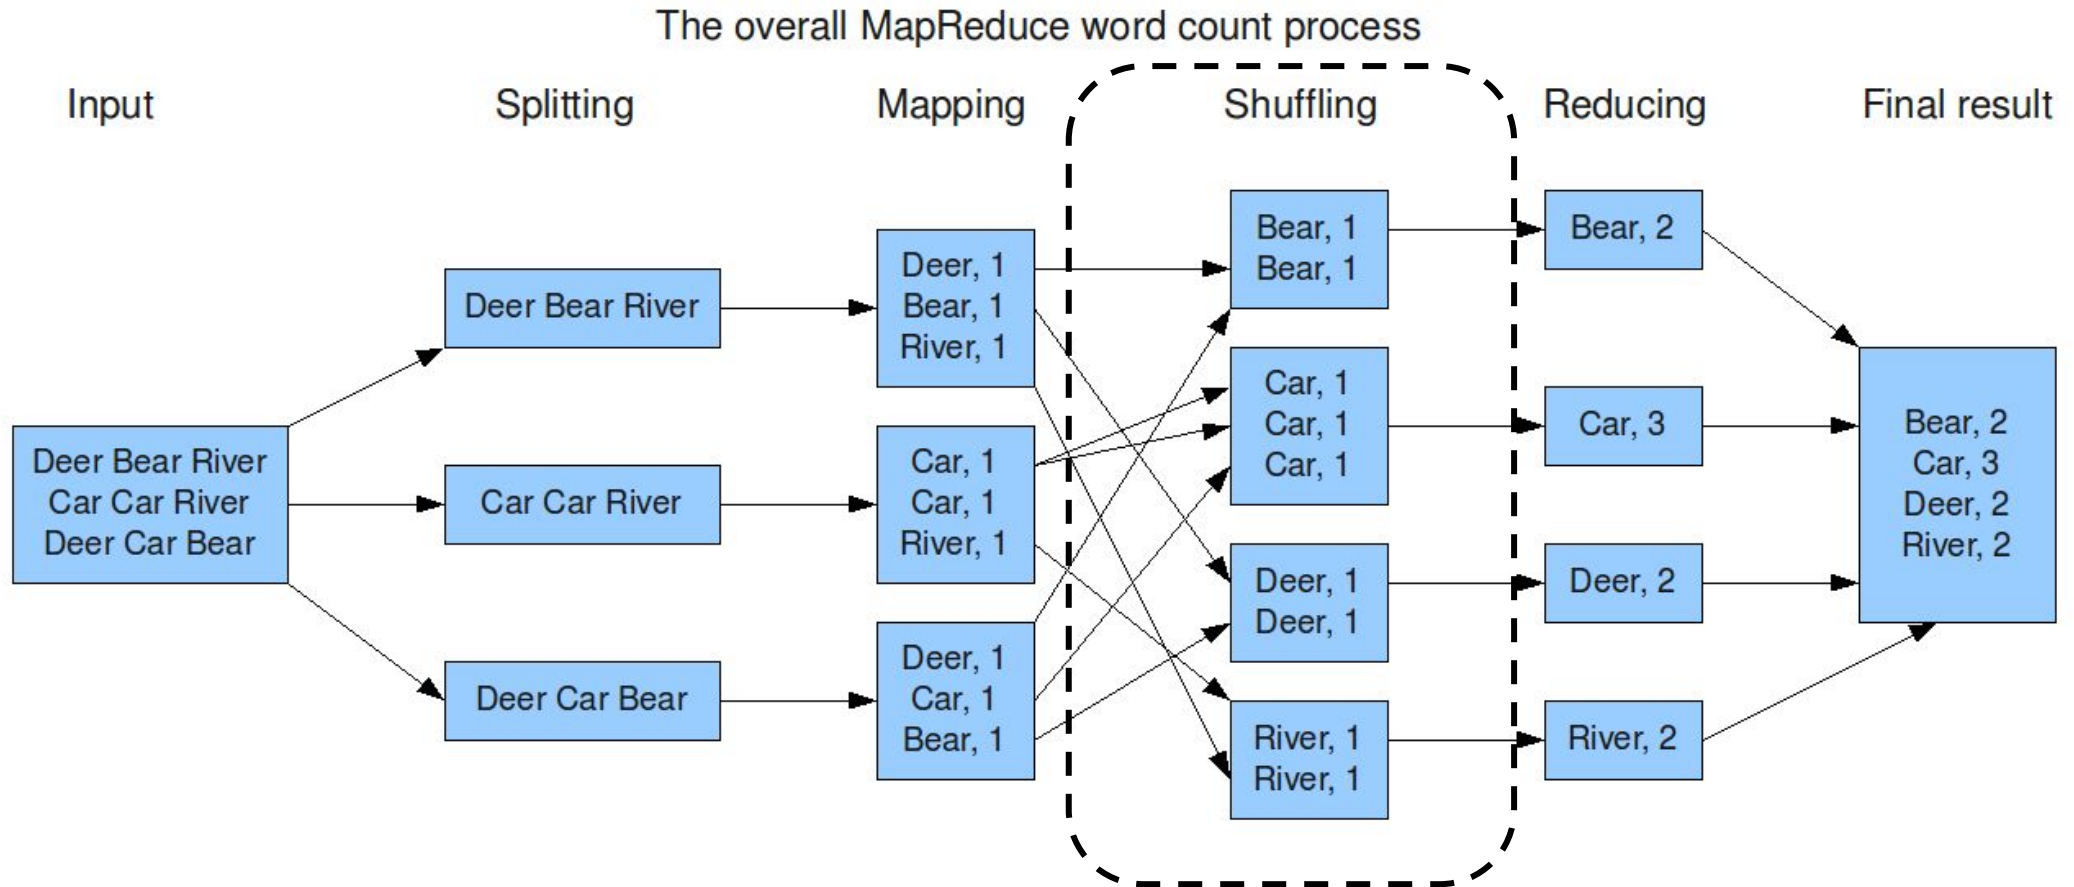 The overall MapReduce word count process
Input
Splitting
Mapping
Shuffling
Reducing
Final result
Deer Bear River
Car Car River
Deer Car Bear
Deer Bear River
Car Car River
Deer Car Bear
Deer, 1
Bear, 1
River, 1
Car, 1
Car, 1
River, 1
Deer, 1
Car, 1
Bear, 1
Bear, 1
Bear, 1
Car, 1
Car, 1
Car, 1
Deer, 1
Deer, 1
River, 1
River, 1
Bear, 2
Car, 3
Deer, 2
River, 2
Bear, 2
Car, 3
Deer, 2
River, 2